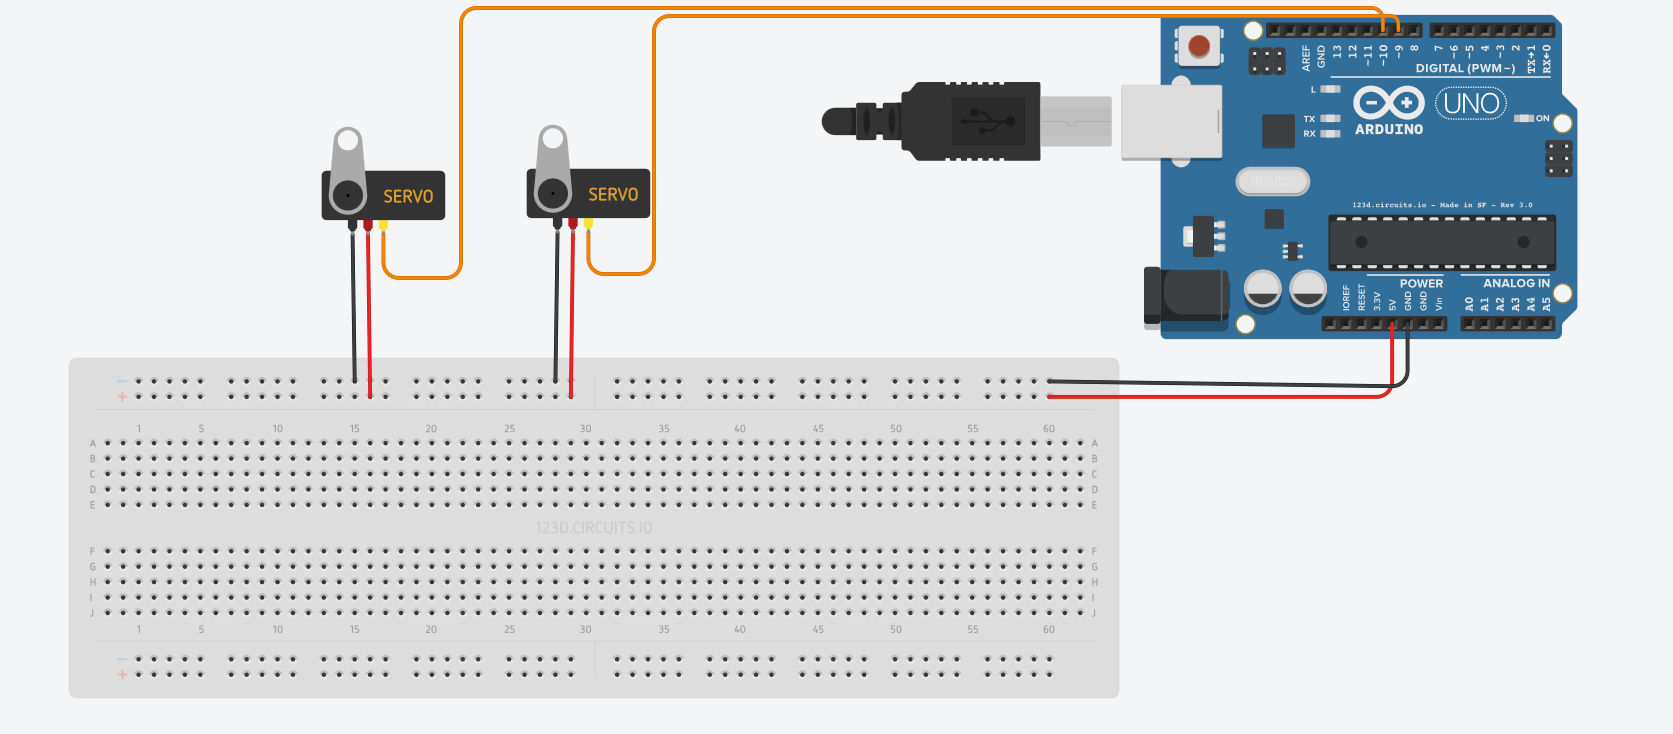 AREF
GND
13
12
~11
~10
~9
8
7
~6
~5
4
~3
2
TX→1
RX←0
DIGITAL (PWM~)
L
TX
RX
UNO
ARDUINO
ON
SERVO
SERVO
123d.circuits.io - Made in SF - Rev 3.0
POWER
ANALOG IN
IOREF
RESET
3.3V
5V
GND
GND
Vin
A0
A1
A2
A3
A4
A5
−
+
1 5 10 15 20 25 30 35 40 45 50 55 60
A A
B B
C C
D D
E E
123D.CIRCUITS.IO
F F
G G
H H
I I
J J
1 5 10 15 20 25 30 35 40 45 50 55 60
−
+